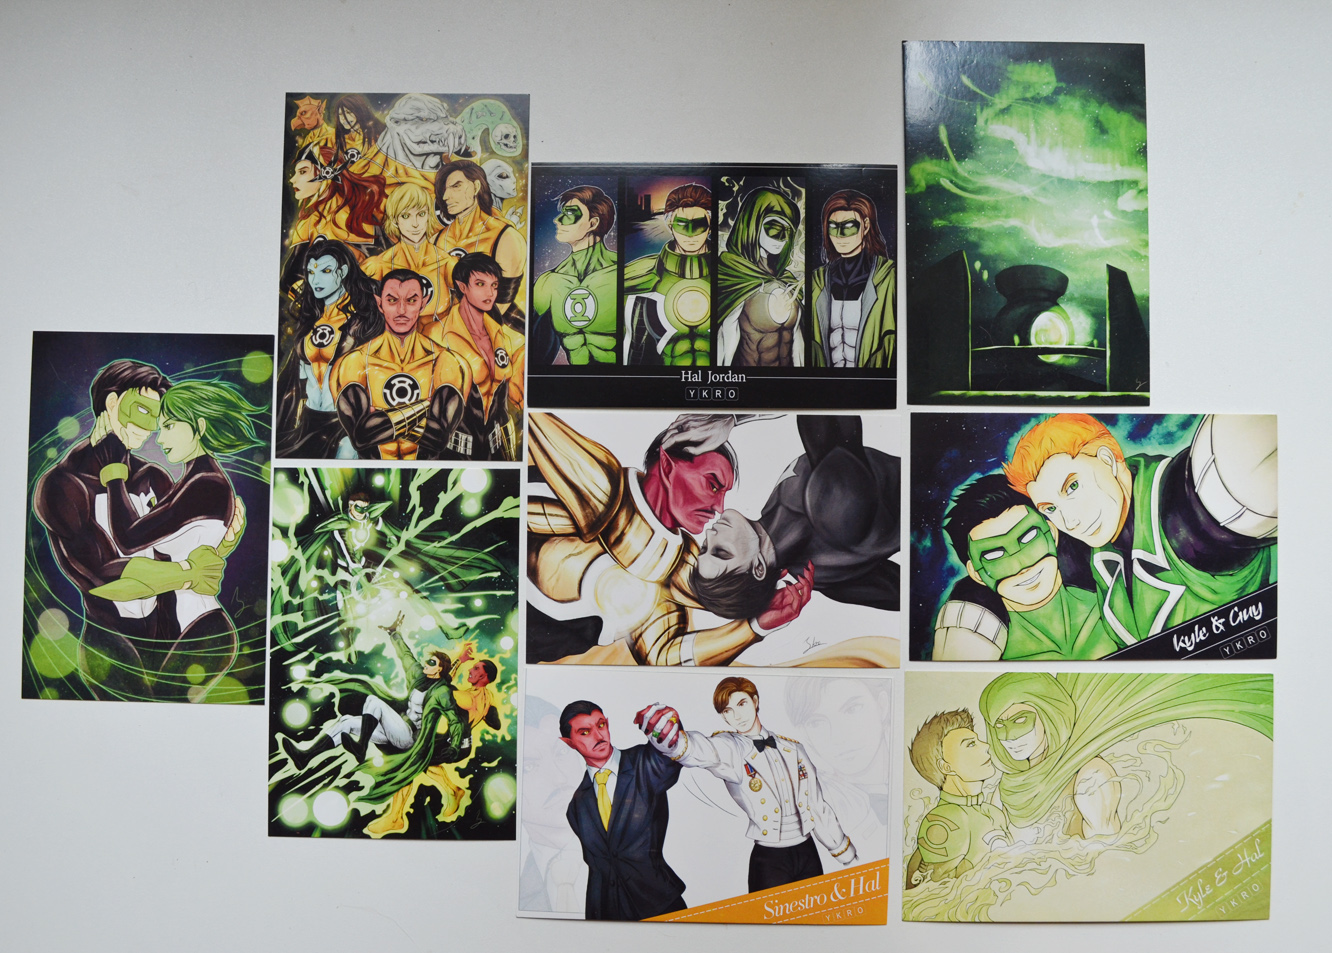 Hal Jordan
YKRO
Kyle & Guy
YKRO
Sinestro & Hal
YKRO
Kyle & Hal
YKRO